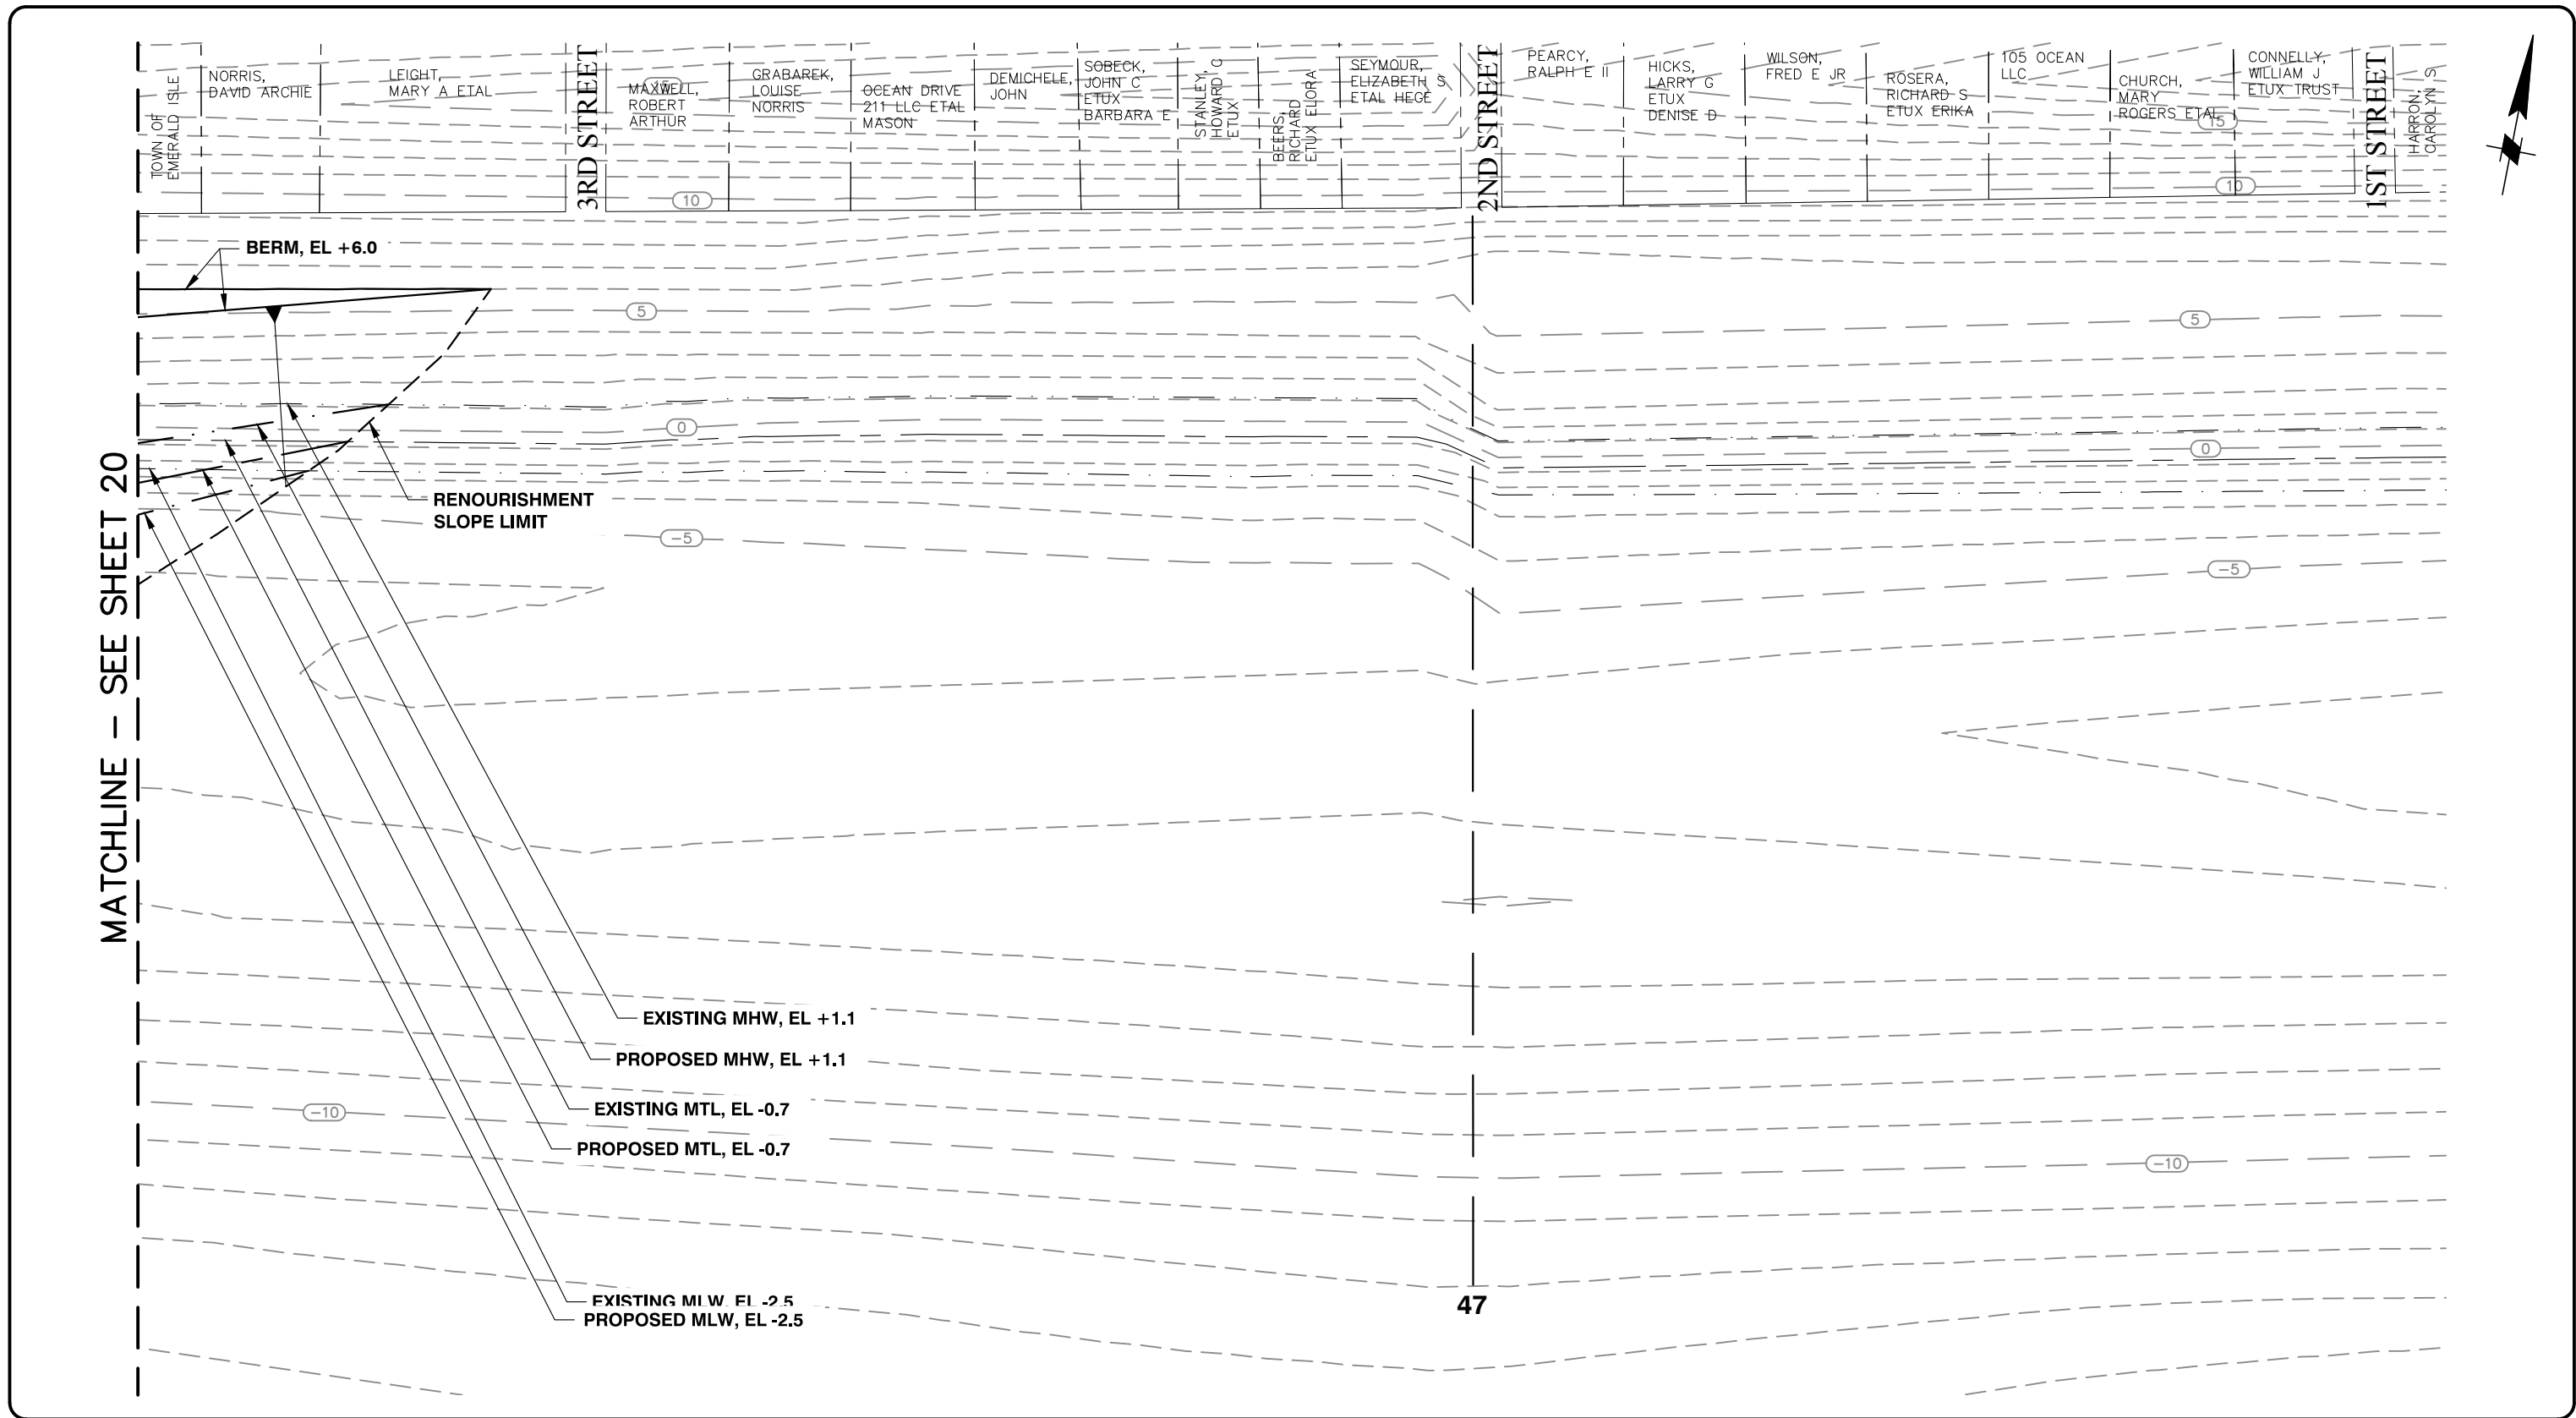 TOWN OF
EMERALD ISLE
NORRIS,
DAVID ARCHIE
LEIGHT,
MARY A ETAL
3RD STREET
15
MAXWELL,
ROBERT
ARTHUR
GRABAREK,
LOUISE
NORRIS
OCEAN DRIVE
211 LLC ETAL
MASON
DEMICHELE,
JOHN
SOBECK,
JOHN C
ETUX
BARBARA E
STANLEY,
HOWARD C
ETUX
BEERS,
RICHARD
ETUX ELORA
SEYMOUR,
ELIZABETH S
ETAL HEGE
2ND STREET
PEARCY,
RALPH E II
HICKS,
LARRY G
ETUX
DENISE D
WILSON,
FRED E JR
ROSERA,
RICHARD S
ETUX ERIKA
105 OCEAN
LLC
CHURCH,
MARY
ROGERS ETAL
15
CONNELLY,
WILLIAM J
ETUX TRUST
1ST STREET
HARRON,
CAROLYN S
10
10
BERM, EL +6.0
5
5
0
0
RENOURISHMENT
SLOPE LIMIT
-5
-5
MATCHLINE - SEE SHEET 20
EXISTING MHW, EL +1.1
PROPOSED MHW, EL +1.1
EXISTING MTL, EL -0.7
-10
PROPOSED MTL, EL -0.7
-10
EXISTING MLW, EL -2.5
PROPOSED MLW, EL -2.5
47